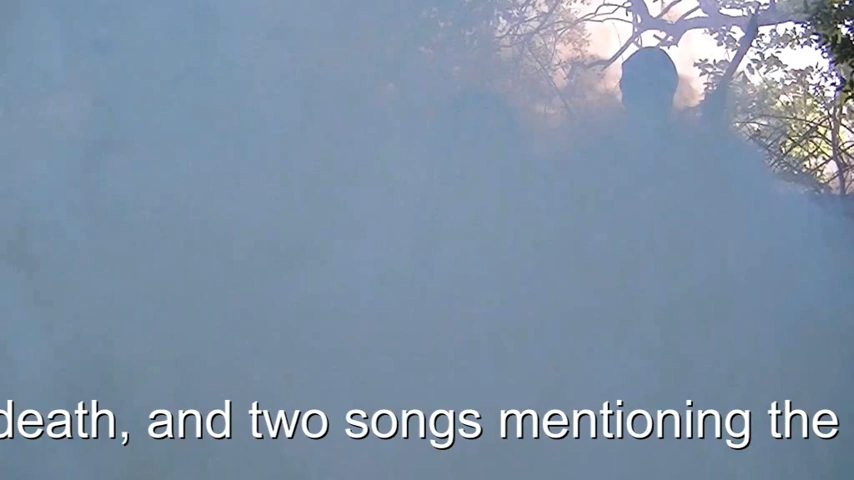 death, and two songs mentioning the